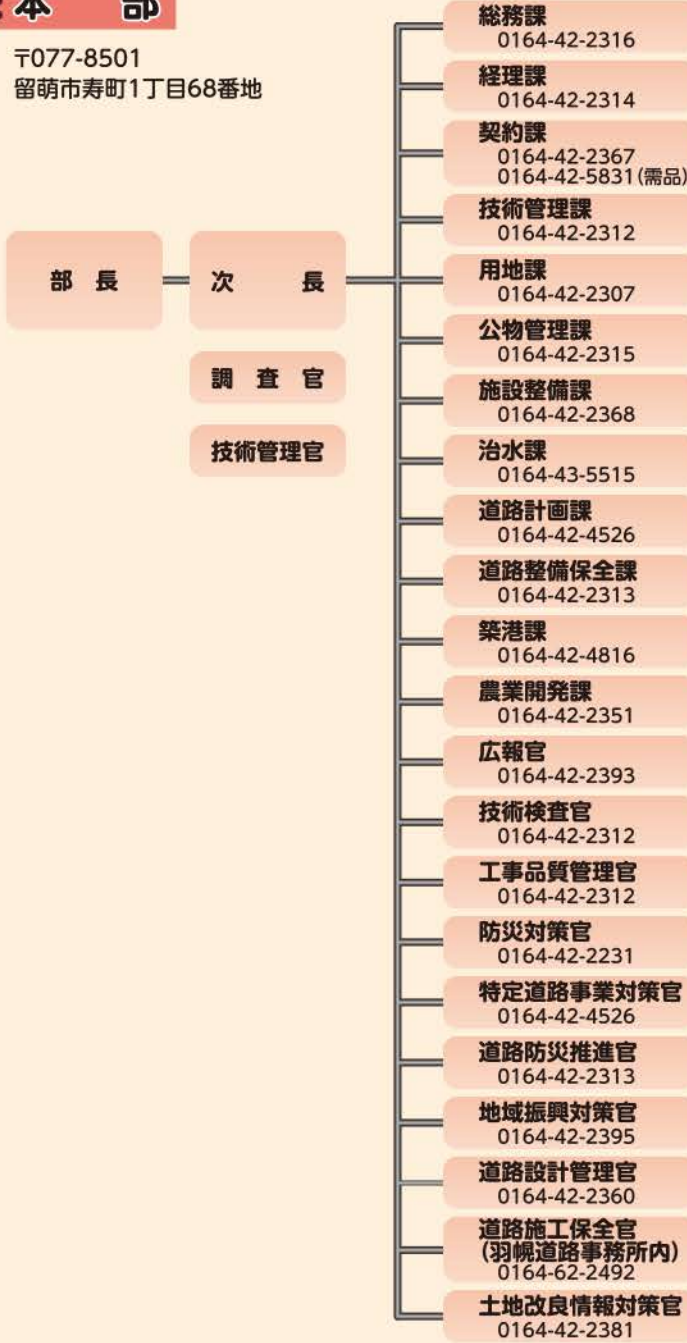 本 部
〒077-8501
留萌市寿町1丁目68番地
部 長
次 長
調 査 官
技術管理官
総務課
0164-42-2316
経理課
0164-42-2314
契約課
0164-42-2367
0164-42-5831(需品)
技術管理課
0164-42-2312
用地課
0164-42-2307
公物管理課
0164-42-2315
施設整備課
0164-42-2368
治水課
0164-43-5515
道路計画課
0164-42-4526
道路整備保全課
0164-42-2313
築港課
0164-42-4816
農業開発課
0164-42-2351
広報官
0164-42-2393
技術検査官
0164-42-2312
工事品質管理官
0164-42-2312
防災対策官
0164-42-2231
特定道路事業対策官
0164-42-4526
道路防災推進官
0164-42-2313
地域振興対策官
0164-42-2395
道路設計管理官
0164-42-2360
道路施工保全官
(羽幌道路事務所内)
0164-62-2492
土地改良情報対策官
0164-42-2381